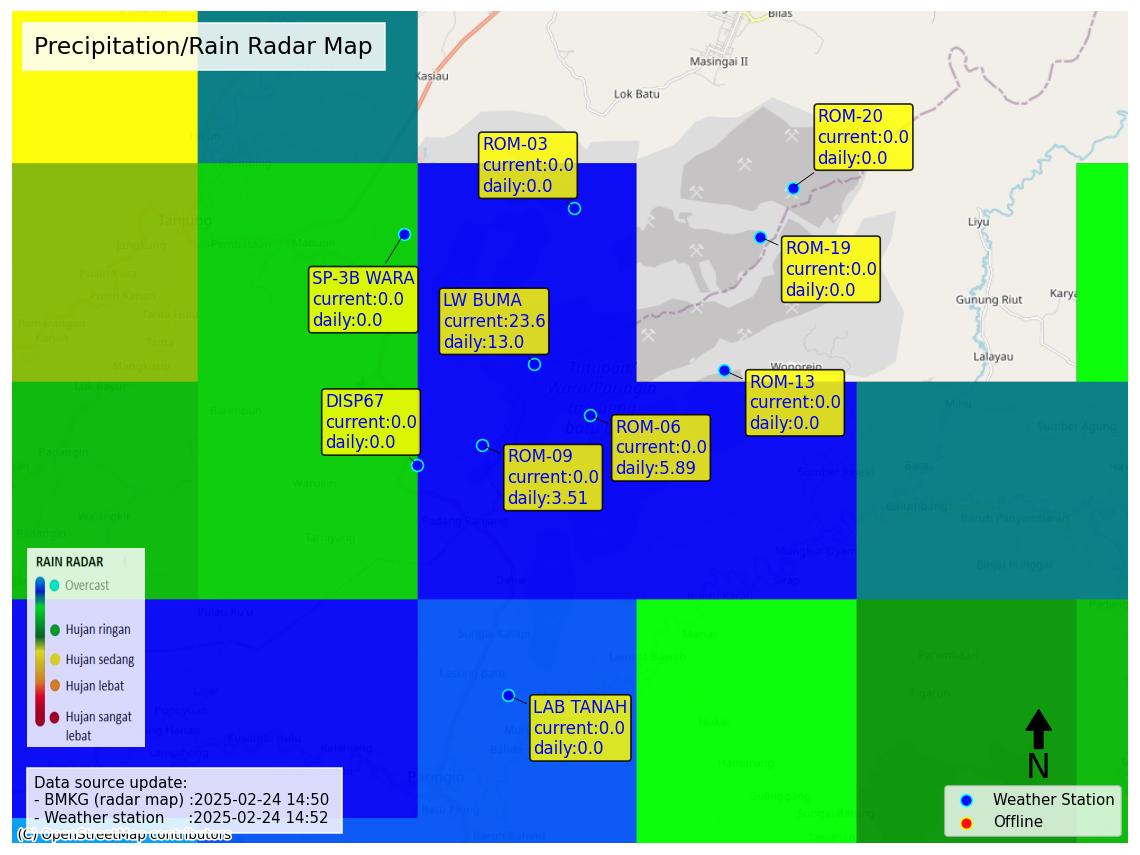 Precipitation/Rain Radar Map
Bilas
Masingai II
Kasiau
Lok Batu
ROM-20
current:0.0
daily:0.0
ROM-03
current:0.0
daily:0.0
Tanjung
Liyu
ROM-19
current:0.0
daily:0.0
SP-3B WARA
current:0.0
daily:0.0
LW BUMA
current:23.6
daily:13.0
Gunung Riut
Karya
Lalayau
Wonorejo
ROM-13
current:0.0
daily:0.0
DISP67
current:0.0
daily:0.0
ROM-06
current:0.0
daily:5.89
ROM-09
current:0.0
daily:3.51
Padang Panjang
RAIN RADAR
Overcast
Hujan ringan
Hujan sedang
Hujan lebat
Hujan sangat
lebat
LAB TANAH
current:0.0
daily:0.0
Paringin
N
Data source update:
- BMKG (radar map) :2025-02-24 14:50
- Weather station :2025-02-24 14:52
Weather Station
Offline
(C) OpenStreetMap contributors